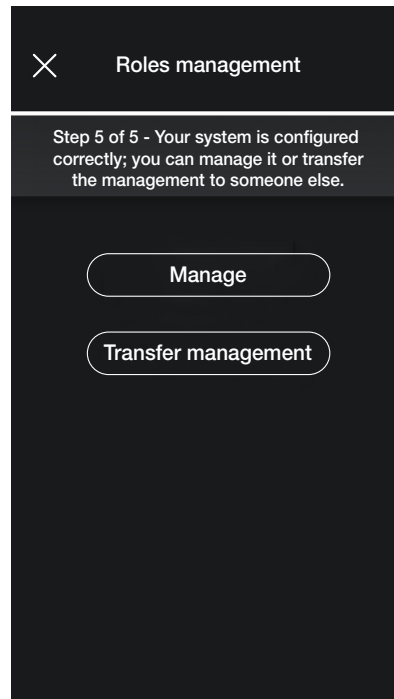 Roles management
Step 5 of 5 - Your system is configured
correctly; you can manage it or transfer
the management to someone else.
Manage
Transfer management